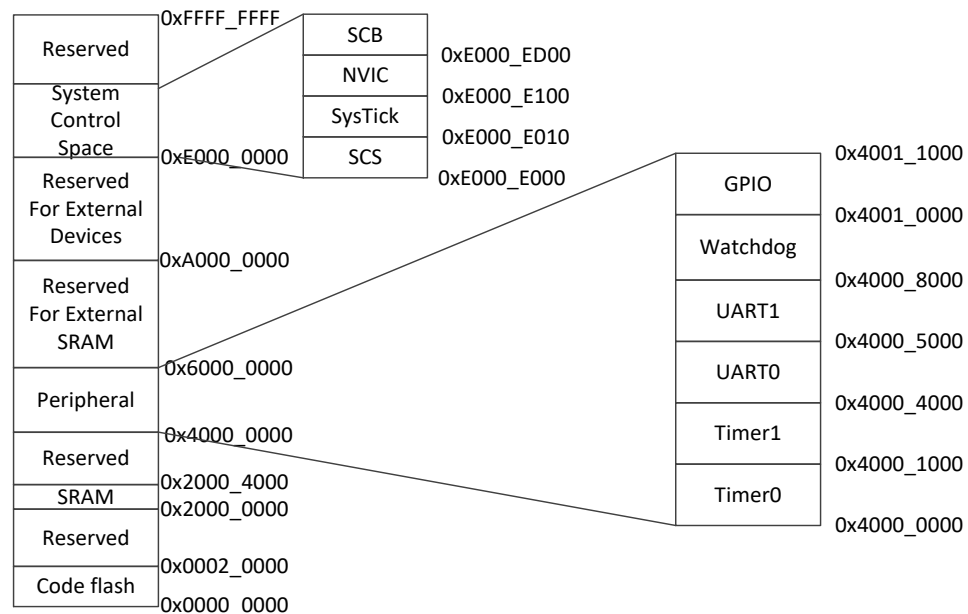 0xFFFF_FFFF
Reserved
System
Control
Space
0xE000_0000
Reserved
For External
Devices
0xA000_0000
Reserved
For External
SRAM
0x6000_0000
Peripheral
0x4000_0000
Reserved
0x2000_4000
SRAM
0x2000_0000
Reserved
0x0002_0000
Code flash
0x0000_0000
SCB
0xE000_ED00
NVIC
0xE000_E100
SysTick
0xE000_E010
SCS
0xE000_E000
0x4001_1000
GPIO
0x4001_0000
Watchdog
0x4000_8000
UART1
0x4000_5000
UART0
0x4000_4000
Timer1
0x4000_1000
Timer0
0x4000_0000